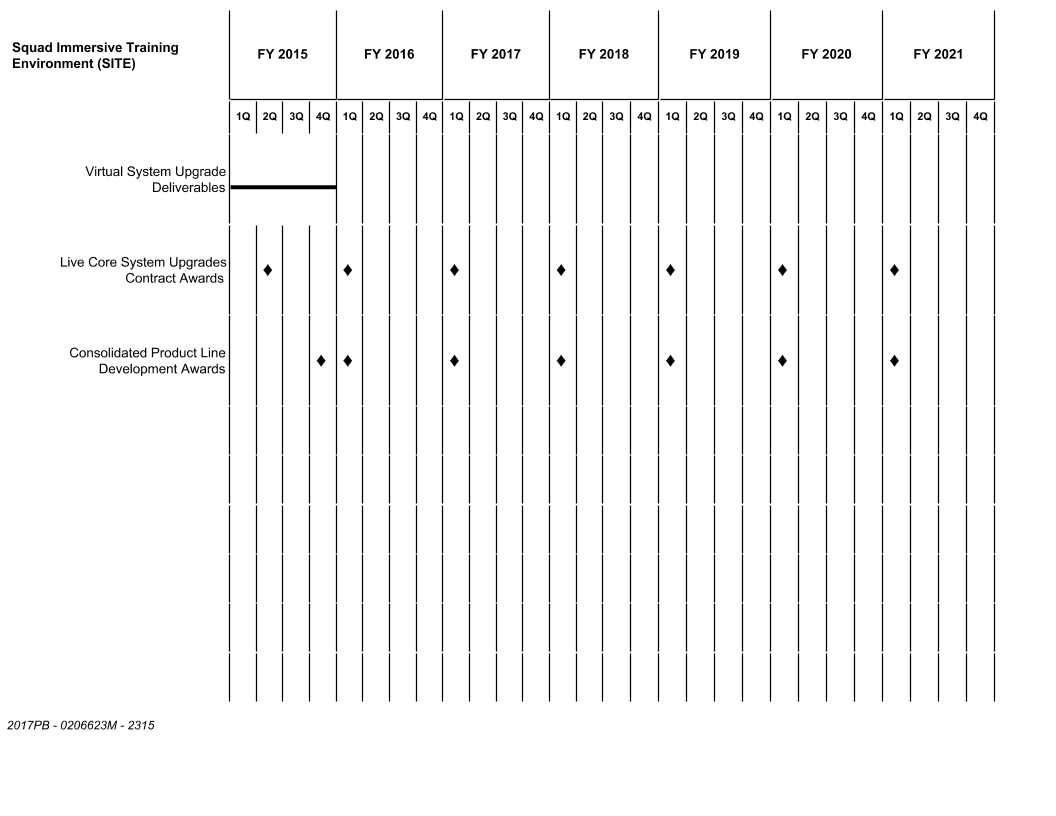 Squad Immersive Training
Environment (SITE)
FY 2015 FY 2016 FY 2017 FY 2018 FY 2019 FY 2020 FY 2021
1Q 2Q 3Q 4Q 1Q 2Q 3Q 4Q 1Q 2Q 3Q 4Q 1Q 2Q 3Q 4Q 1Q 2Q 3Q 4Q 1Q 2Q 3Q 4Q 1Q 2Q 3Q 4Q
Virtual System Upgrade
Deliverables
Live Core System Upgrades
Contract Awards
Consolidated Product Line
Development Awards
2017PB - 0206623M - 2315